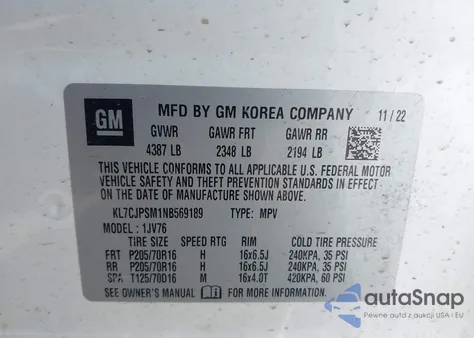 GM
MFD BY GM KOREA COMPANY 11/22
GVWR GAWR FRT GAWR RR
4387 LB 2348 LB 2194 LB
THIS VEHICLE CONFORMS TO ALL APPLICABLE U.S. FEDERAL MOTOR
VEHICLE SAFETY AND THEFT PREVENTION STANDARDS IN EFFECT
ON THE DATE OF MANUFACTURE SHOWN ABOVE.
KL7CJPSM1NB569189 TYPE: MPV
MODEL: 1JV76
TIRE SIZE SPEED RTG RIM COLD TIRE PRESSURE
FRT P205/70R16 H 16x6.5J 240KPA, 35 PSI
RR P205/70R16 H 16x6.5J 240KPA, 35 PSI
SPA T125/70D16 M 16x4.0T 420KPA, 60 PSI
SEE OWNER'S MANUAL FOR MORE INFORMATION.
autoSnap
AFFORDABLE AUTO PURCHASE USA EU